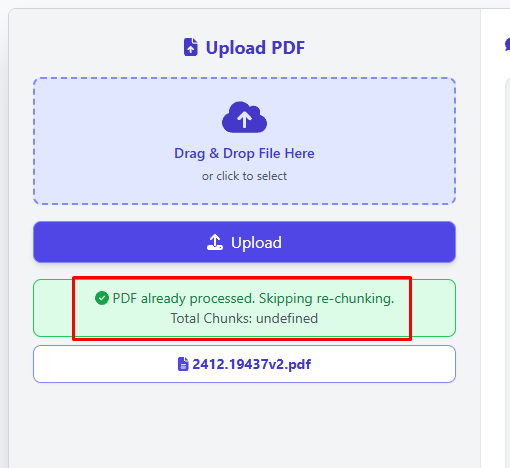 Upload PDF
Drag & Drop File Here
or click to select
Upload
PDF already processed. Skipping re-chunking.
Total Chunks: undefined
2412.19437v2.pdf